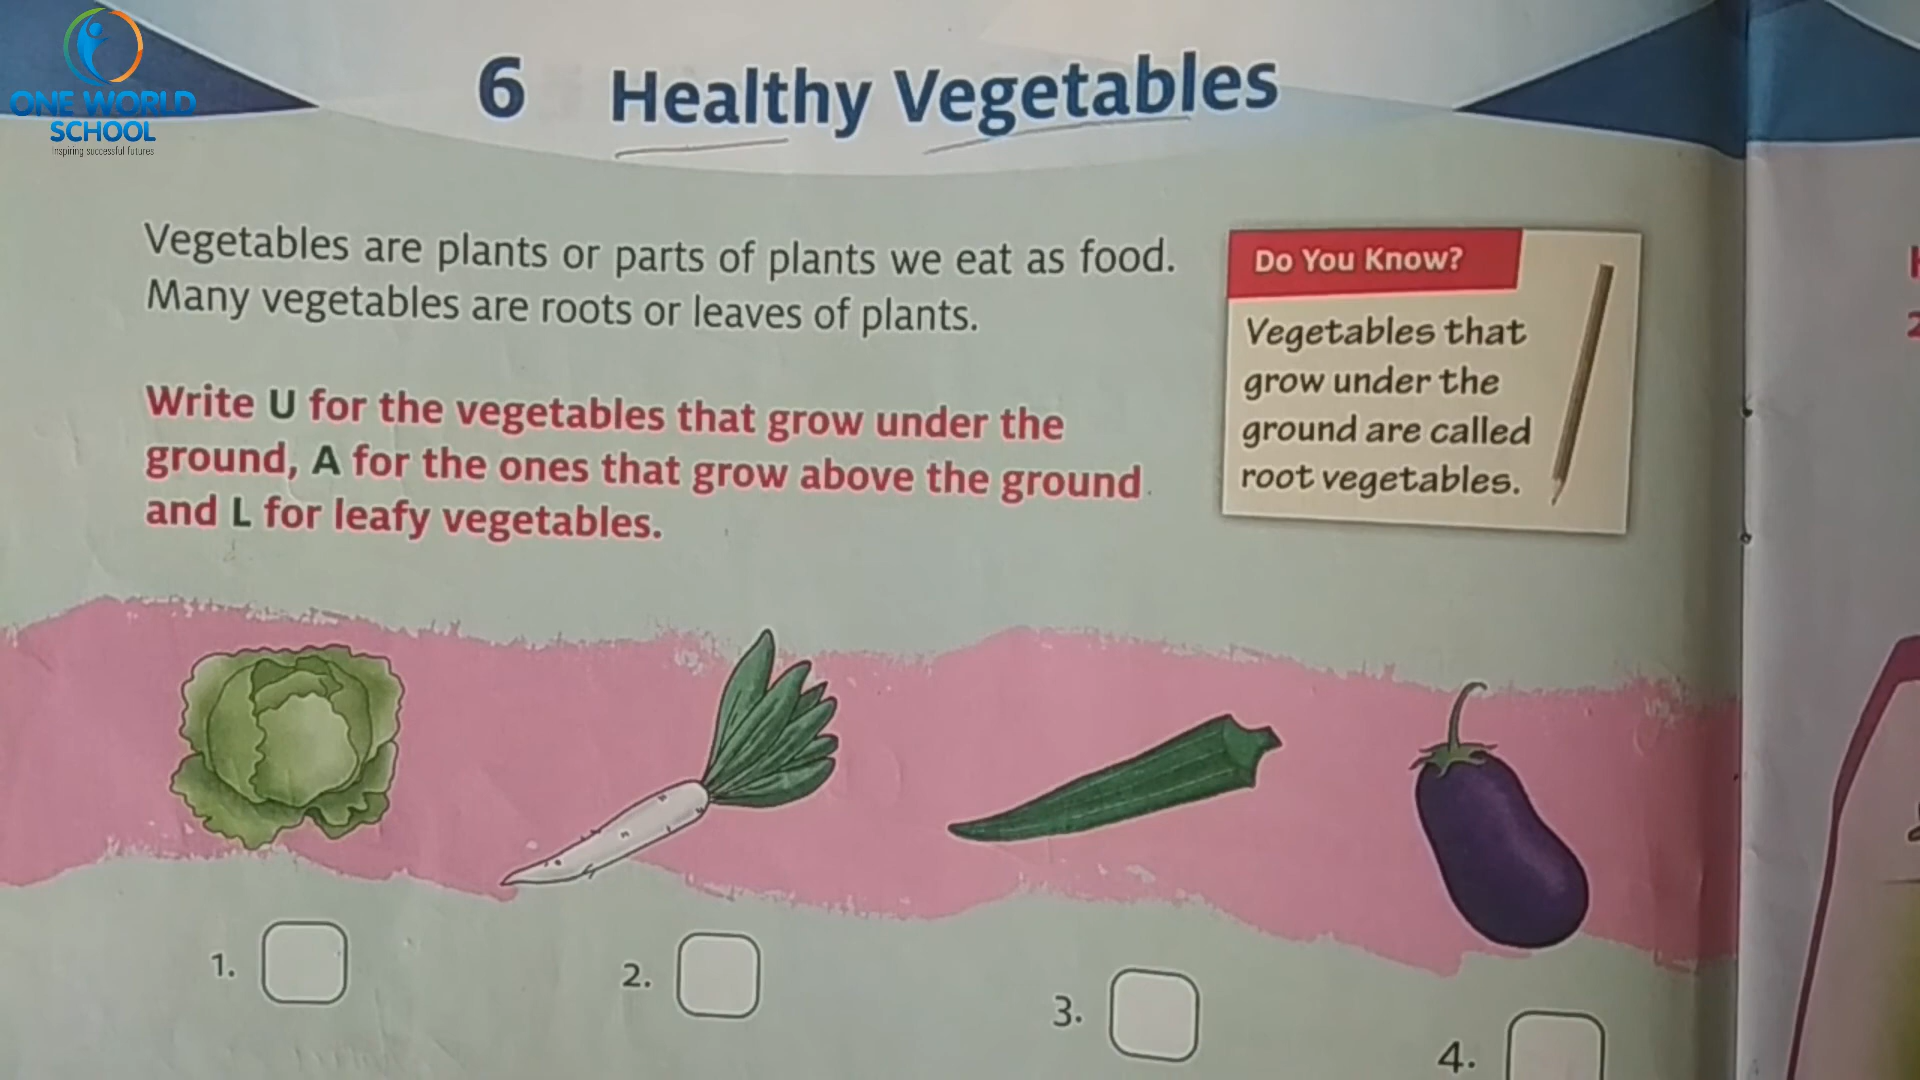 ONE WORLD
SCHOOL
Inspiring successful futures
6 Healthy Vegetables
Vegetables are plants or parts of plants we eat as food.
Many vegetables are roots or leaves of plants.
Do You Know?
Vegetables that
grow under the
ground are called
root vegetables.
Write U for the vegetables that grow under the
ground, A for the ones that grow above the ground
and L for leafy vegetables.
1.
2.
3.
4.